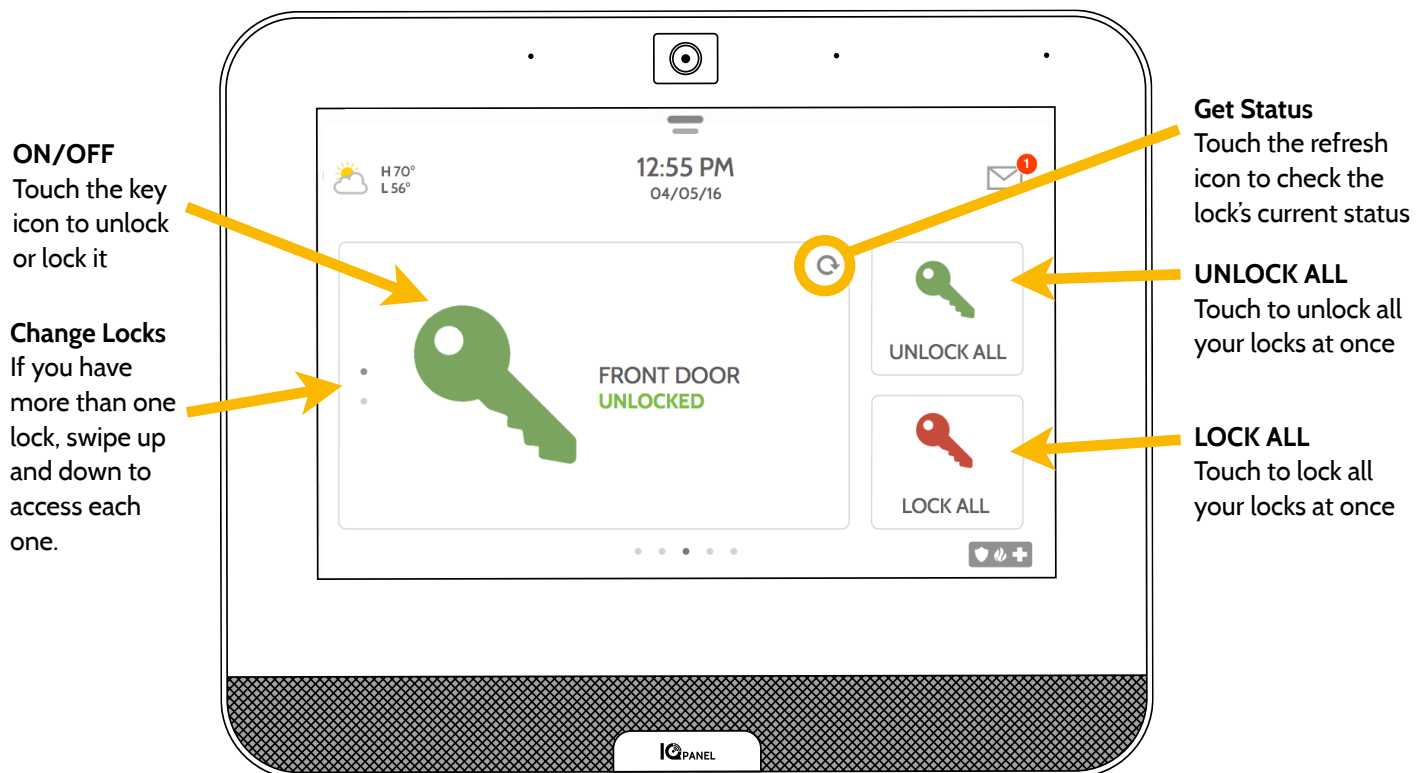 ON/OFF
Touch the key
icon to unlock
or lock it
Change Locks
If you have
more than one
lock, swipe up
and down to
access each
one.
H 70°
L 56°
12:55 PM
04/05/16
1
FRONT DOOR
UNLOCKED
UNLOCK ALL
LOCK ALL
IQ PANEL
Get Status
Touch the refresh
icon to check the
lock's current status
UNLOCK ALL
Touch to unlock all
your locks at once
LOCK ALL
Touch to lock all
your locks at once